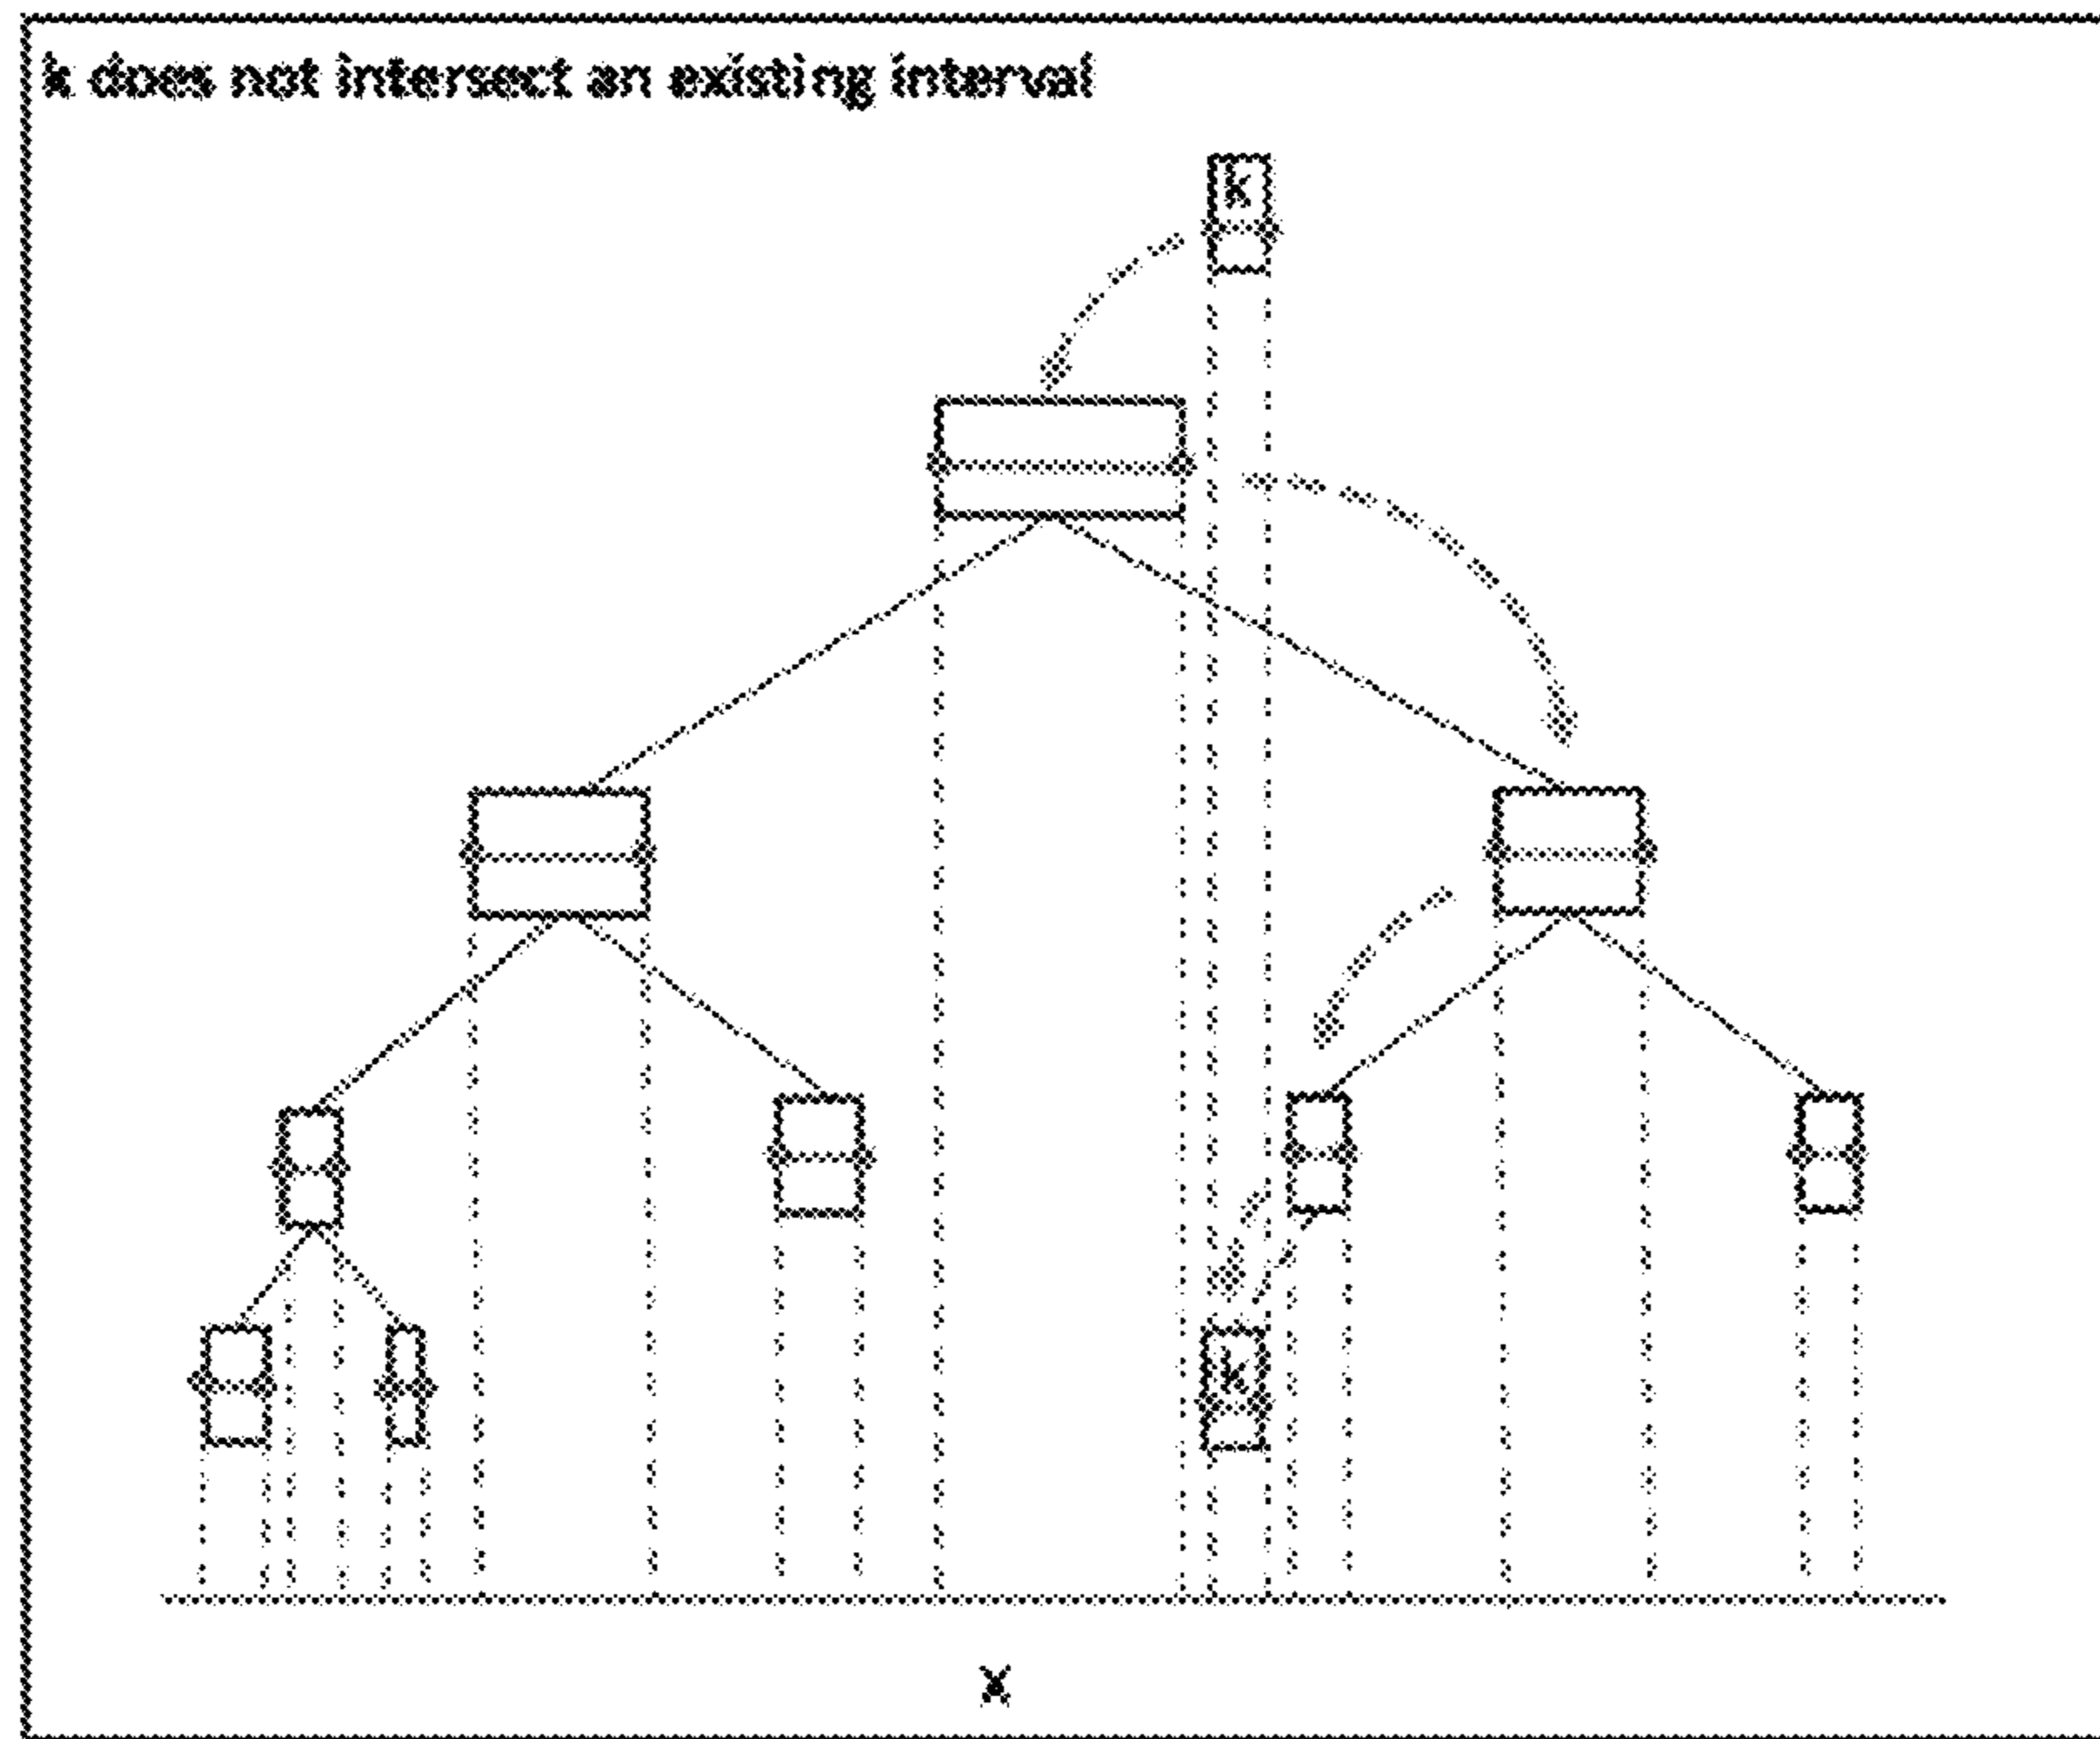 k does not intersect an existing interval
k
k
x